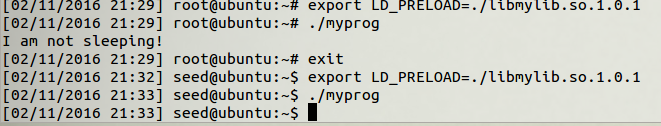 [02/11/2016 21:29] root@ubuntu:~# export LD_PRELOAD=./libmylib.so.1.0.1
[02/11/2016 21:29] root@ubuntu:~# ./myprog
I am not sleeping!
[02/11/2016 21:29] root@ubuntu:~# exit
[02/11/2016 21:32] seed@ubuntu:~$ export LD_PRELOAD=./libmylib.so.1.0.1
[02/11/2016 21:33] seed@ubuntu:~$ ./myprog
[02/11/2016 21:33] seed@ubuntu:~$